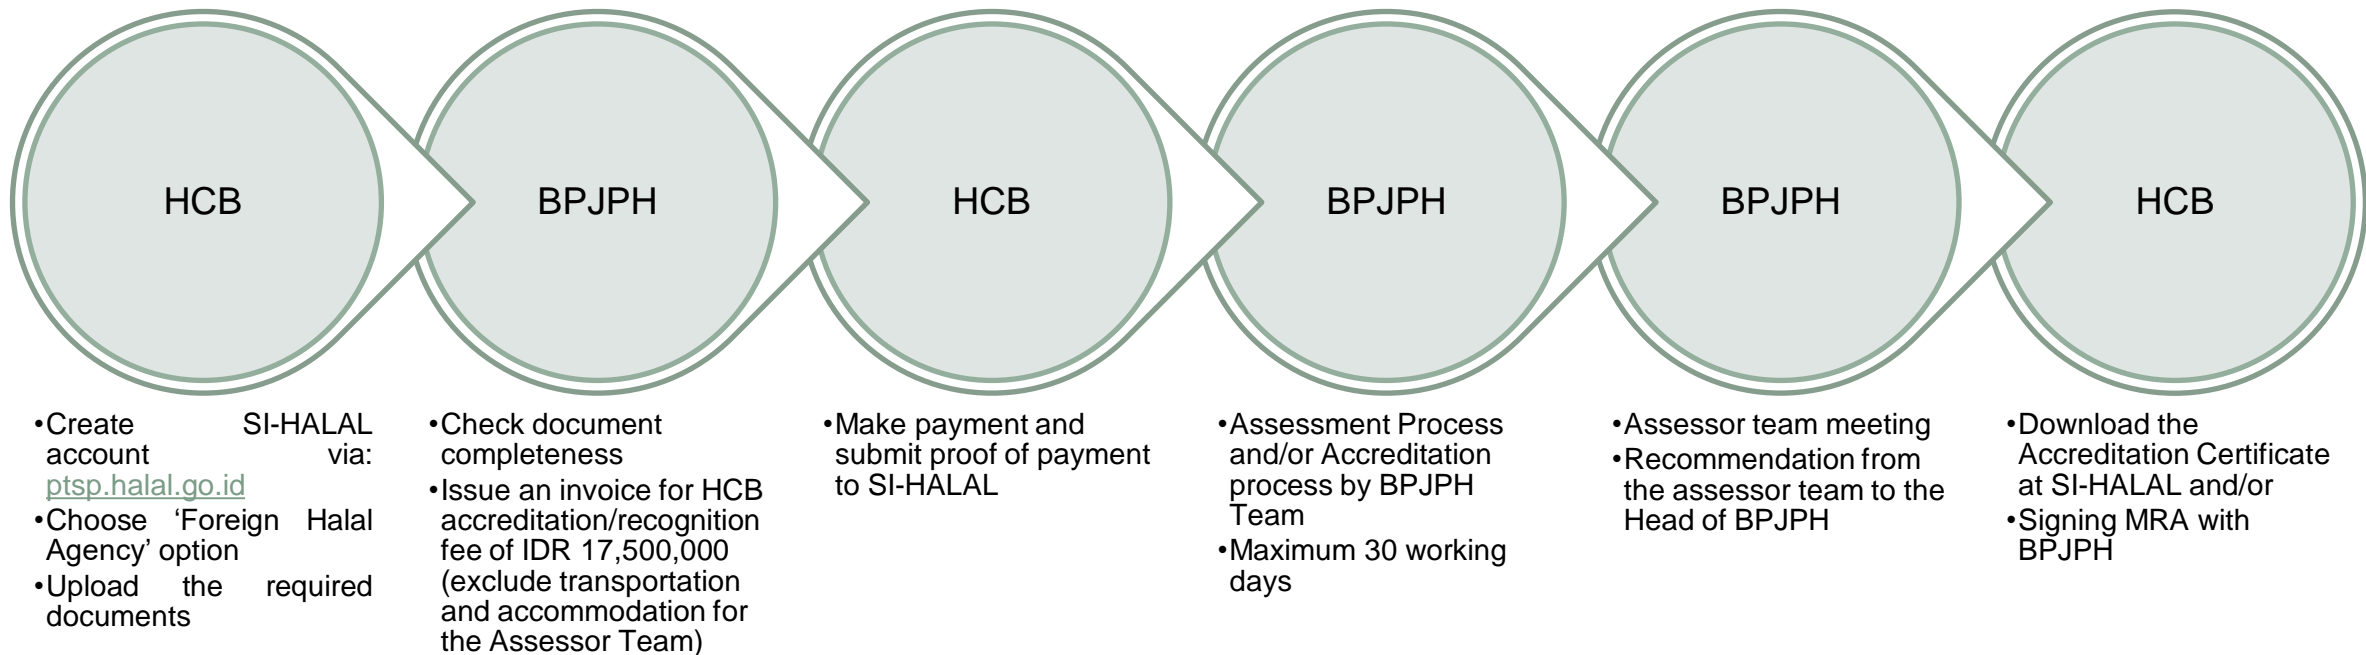 HCB
BPJPH
HCB
BPJPH
BPJPH
HCB
•Create SI-HALAL
account via:
ptsp.halal.go.id
•Choose ‘Foreign Halal
Agency’ option
•Upload the required
documents
•Check document
completeness
•Issue an invoice for HCB
accreditation/recognition
fee of IDR 17,500,000
(exclude transportation
and accommodation for
the Assessor Team)
•Make payment and
submit proof of payment
to SI-HALAL
•Assessment Process
and/or Accreditation
process by BPJPH
Team
•Maximum 30 working
days
•Assessor team meeting
•Recommendation from
the assessor team to the
Head of BPJPH
•Download the
Accreditation Certificate
at SI-HALAL and/or
•Signing MRA with
BPJPH